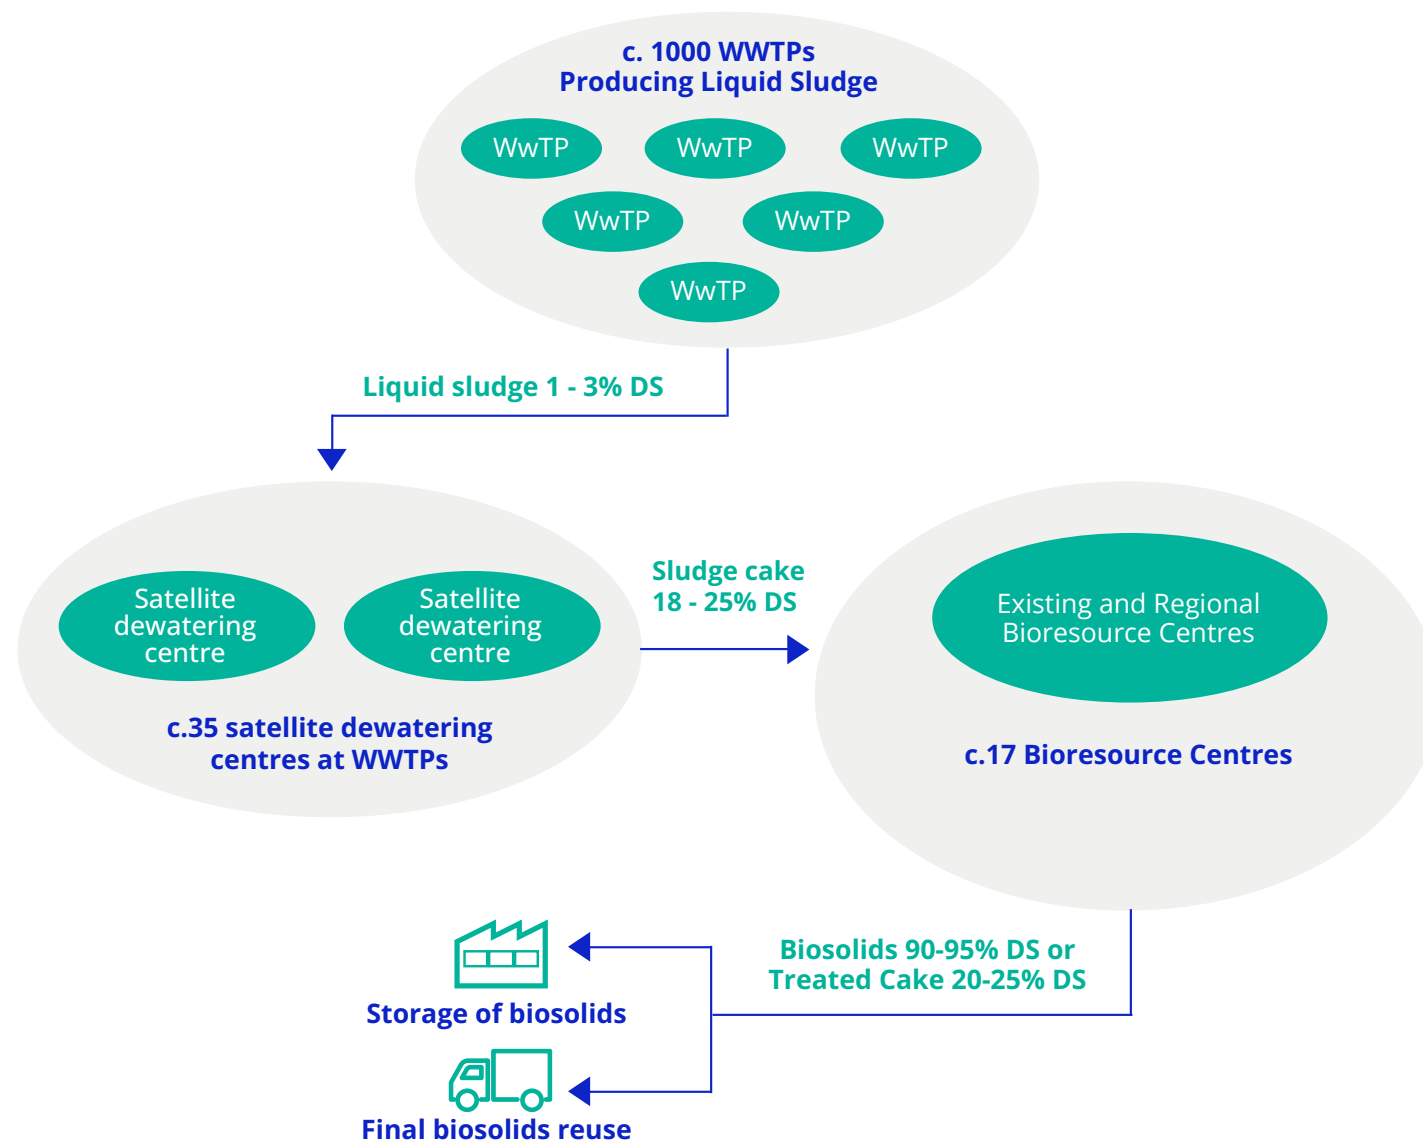 c. 1000 WWTPs
Producing Liquid Sludge
WwTP
WwTP
WwTP
WwTP
WwTP
WwTP
Liquid sludge 1 - 3% DS
Satellite
dewatering
centre
Satellite
dewatering
centre
c.35 satellite dewatering
centres at WWTPs
Sludge cake
18 - 25% DS
Existing and Regional
Bioresource Centres
c.17 Bioresource Centres
Biosolids 90-95% DS or
Treated Cake 20-25% DS
Storage of biosolids
Final biosolids reuse